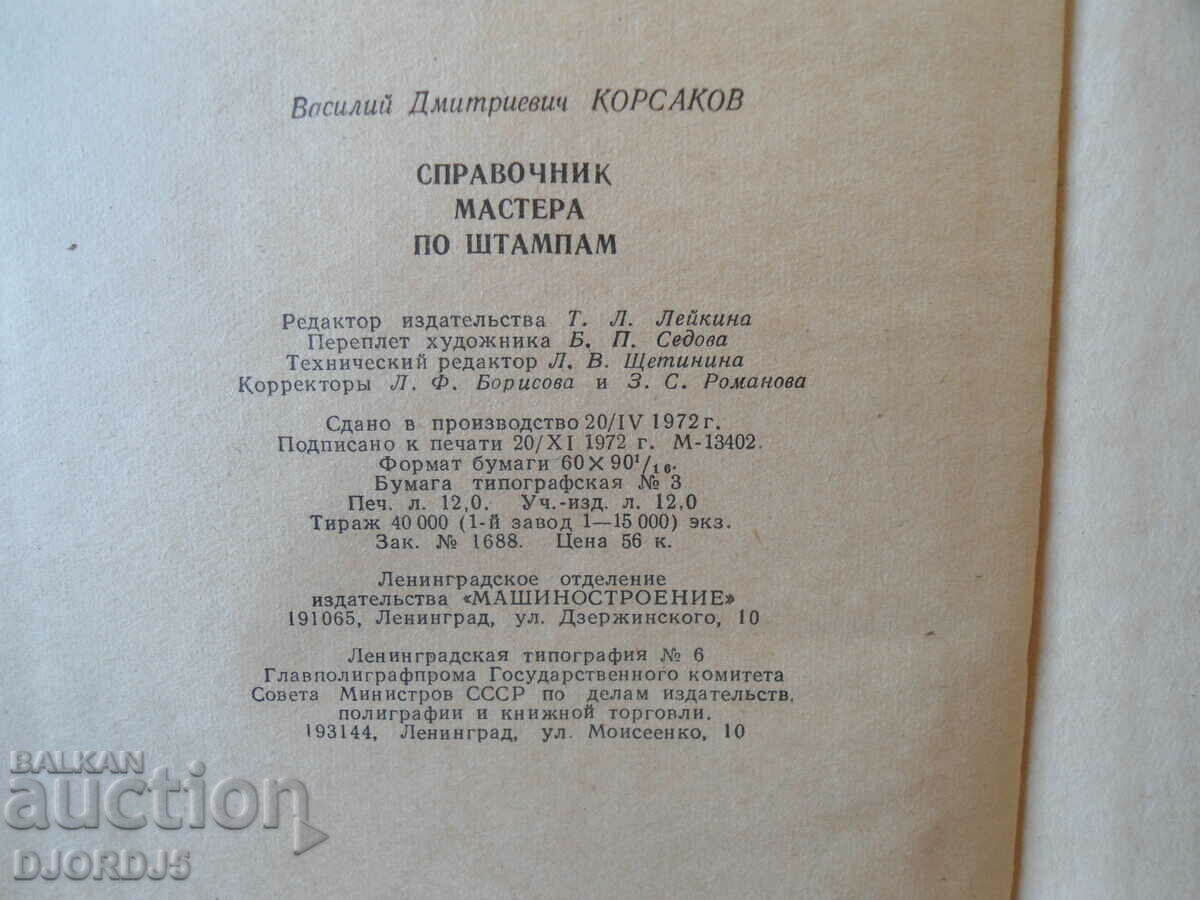 Василий Дмитриевич КОРСАКОВ
СПРАВОЧНИК
МАСТЕРА
ПО ШТАМПАМ
Редактор издательства Т. Л. Лейкина
Переплет художника Б. П. Седова
Технический редактор Л. В. Щетинина
Корректоры Л. Ф. Борисова и З. С. Романова
Сдано в производство 20/IV 1972 г.
Подписано к печати 20/XI 1972 г. М-13402.
Формат бумаги 60×90¹/₁₆.
Бумага типографская № 3
Печ. л. 12,0. Уч.-изд. л. 12,0
Тираж 40 000 (1-й завод 1—15 000) экз.
Зак. № 1688. Цена 56 к.
Ленинградское отделение
издательства «МАШИНОСТРОЕНИЕ»
191065, Ленинград, ул. Дзержинского, 10
Ленинградская типография № 6
Главполиграфпрома Государственного комитета
Совета Министров СССР по делам издательств,
полиграфии и книжной торговли.
193144, Ленинград, ул. Моисеенко, 10
BALKAN
auction
DJORDJ5